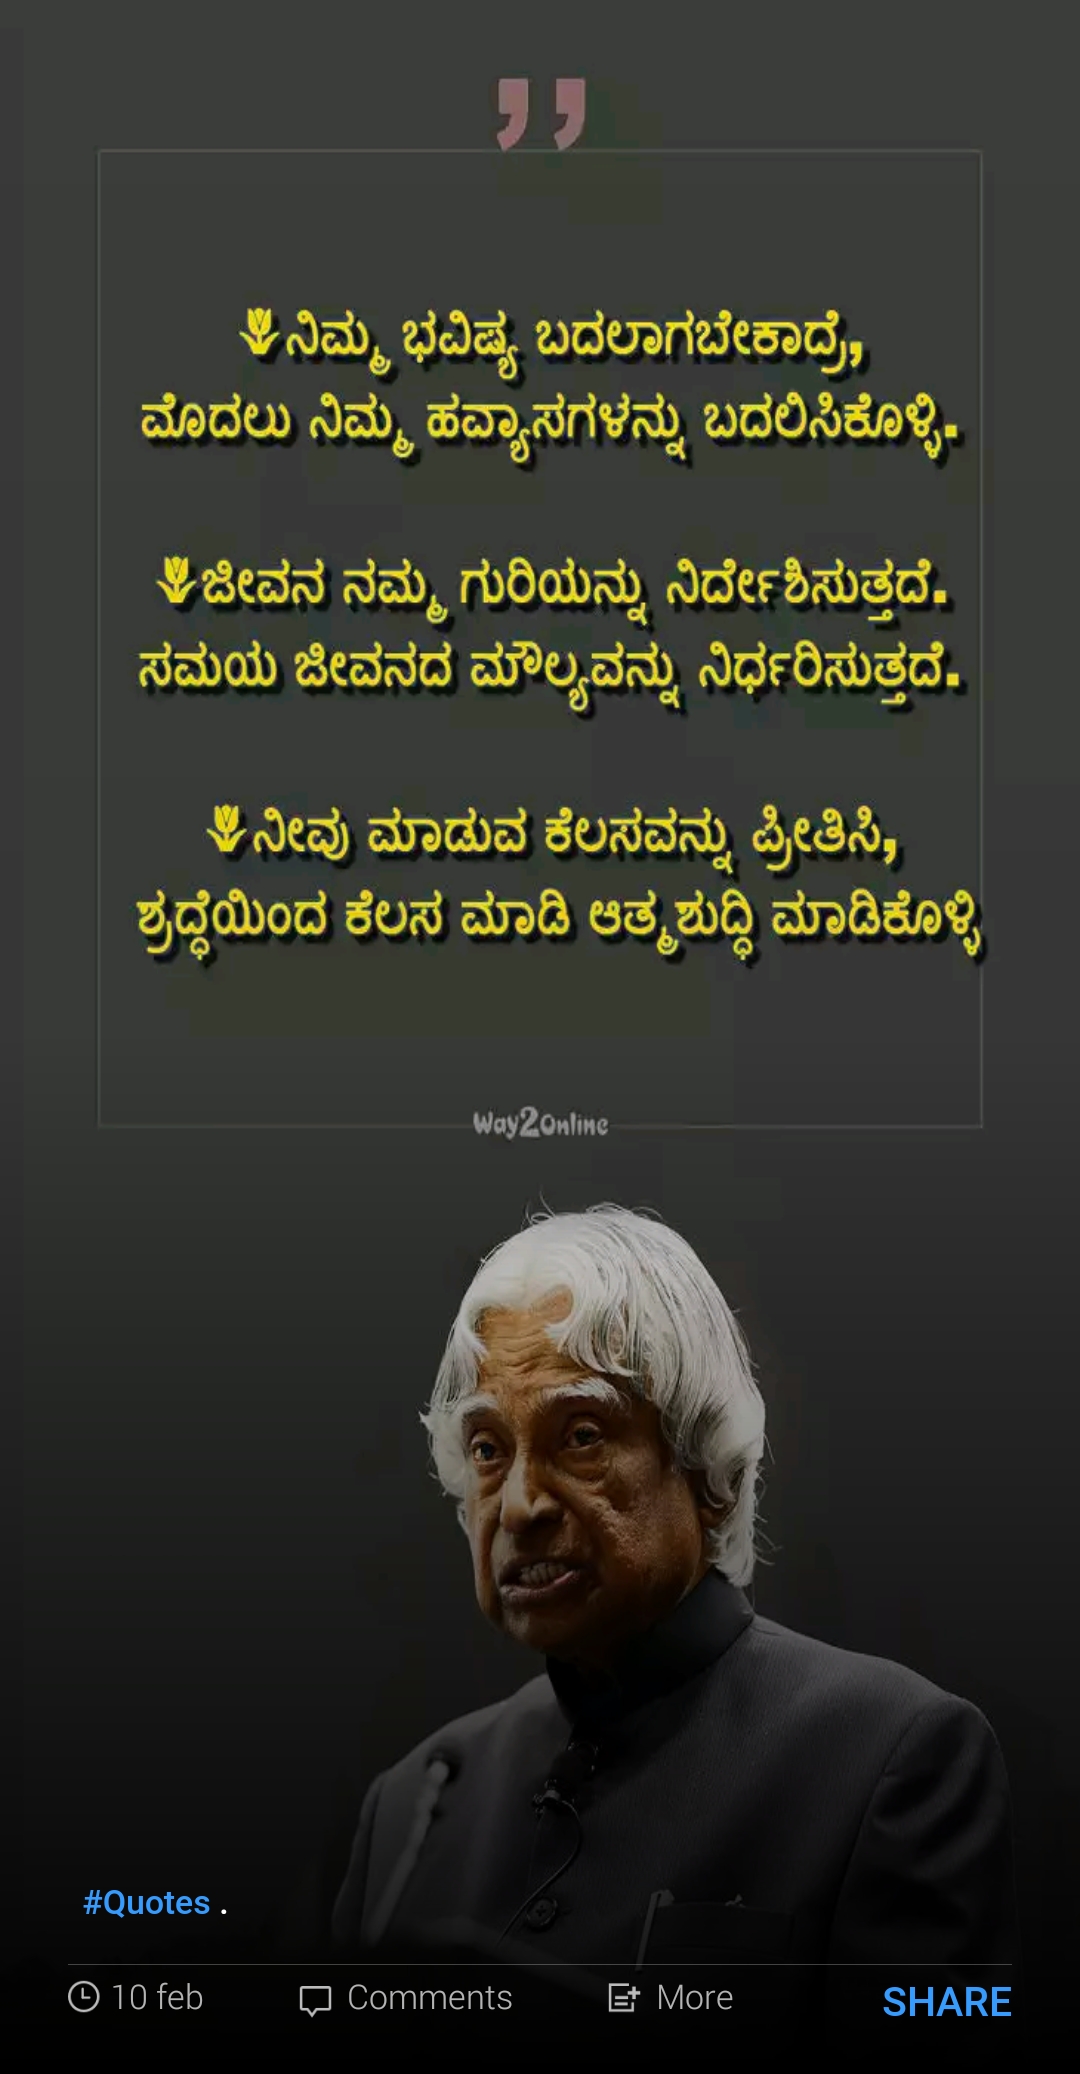 ”
🌷ನಿಮ್ಮ ಭವಿಷ್ಯ ಬದಲಾಗಬೇಕಾದ್ರೆ,
ಮೊದಲು ನಿಮ್ಮ ಹವ್ಯಾಸಗಳನ್ನು ಬದಲಿಸಿಕೊಳ್ಳಿ.
🌷ಜೀವನ ನಮ್ಮ ಗುರಿಯನ್ನು ನಿರ್ದೇಶಿಸುತ್ತದೆ.
ಸಮಯ ಜೀವನದ ಮೌಲ್ಯವನ್ನು ನಿರ್ಧರಿಸುತ್ತದೆ.
🌷ನೀವು ಮಾಡುವ ಕೆಲಸವನ್ನು ಪ್ರೀತಿಸಿ,
ಶ್ರದ್ಧೆಯಿಂದ ಕೆಲಸ ಮಾಡಿ ಆತ್ಮಶುದ್ಧಿ ಮಾಡಿಕೊಳ್ಳಿ
Way2Online
#Quotes .
10 feb Comments More SHARE